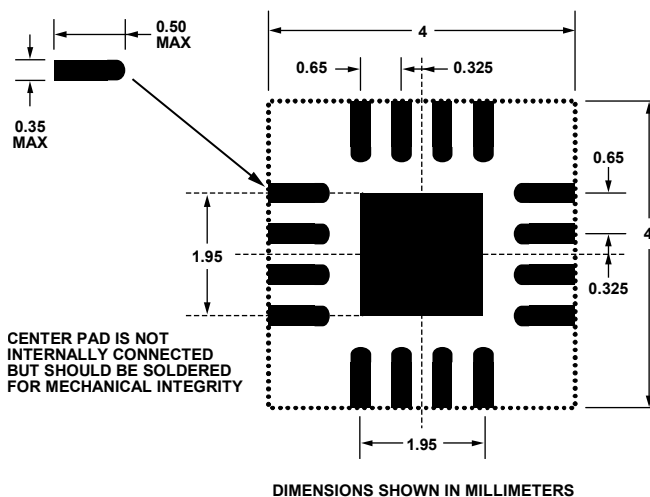 0.50
MAX
4
0.65
0.325
0.35
MAX
0.65
1.95
4
0.325
CENTER PAD IS NOT
INTERNALLY CONNECTED
BUT SHOULD BE SOLDERED
FOR MECHANICAL INTEGRITY
1.95
DIMENSIONS SHOWN IN MILLIMETERS